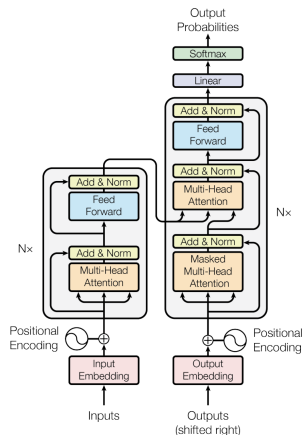 Output
Probabilities
Softmax
Linear
Add & Norm
Feed
Forward
Add & Norm
Multi-Head
Attention
Add & Norm
Masked
Multi-Head
Attention
N×
Positional
Encoding
Output
Embedding
Outputs
(shifted right)
Add & Norm
Feed
Forward
Add & Norm
Multi-Head
Attention
N×
Positional
Encoding
Input
Embedding
Inputs